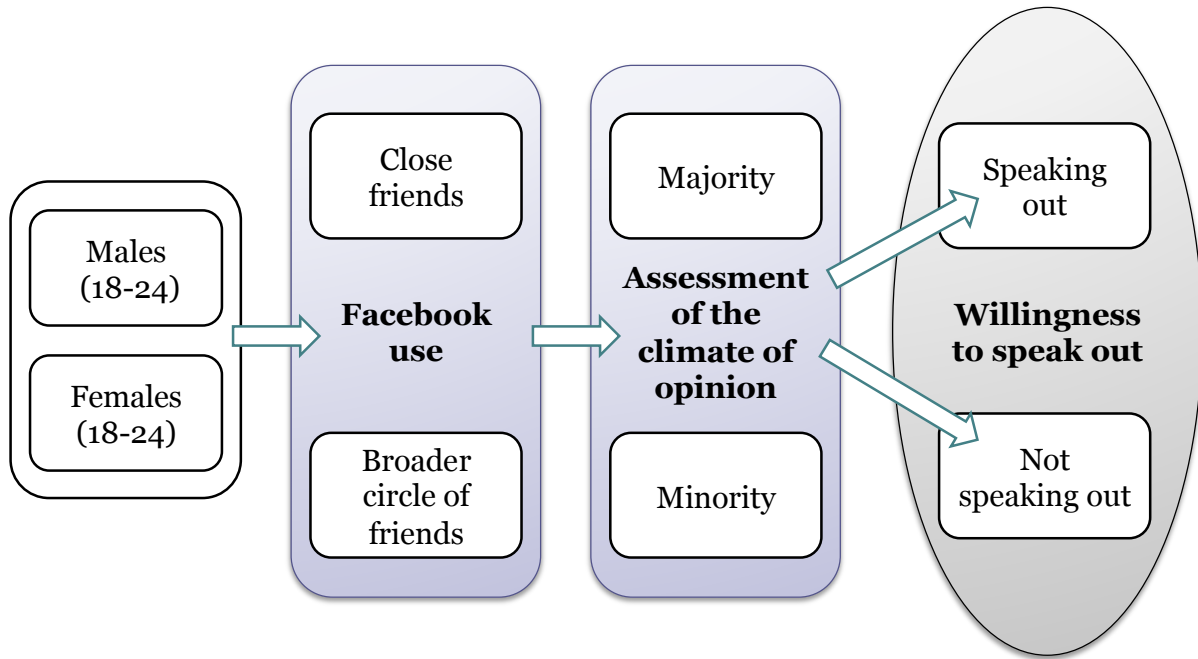 Males
(18-24)
Females
(18-24)
Close
friends
Facebook
use
Broader
circle of
friends
Majority
Assessment
of the
climate of
opinion
Minority
Speaking
out
Willingness
to speak out
Not
speaking out